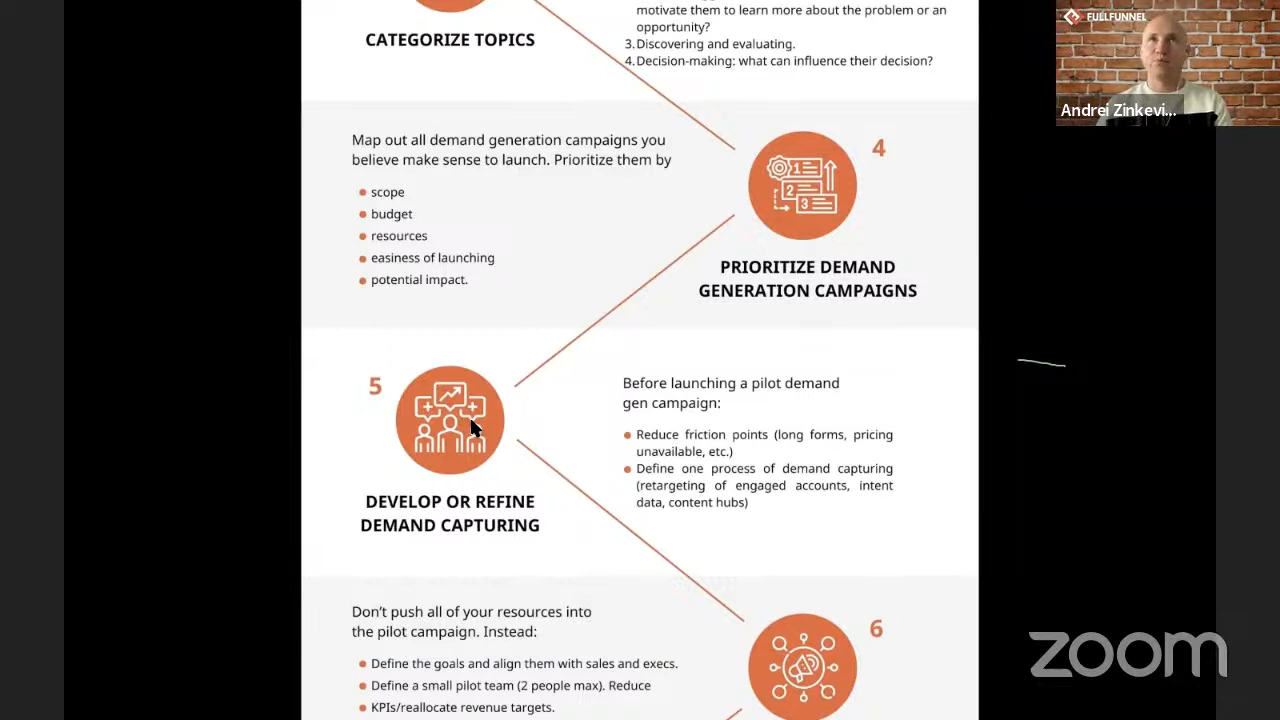 motivate them to learn more about the problem or an
opportunity?
3.Discovering and evaluating.
4.Decision-making: what can influence their decision?
CATEGORIZE TOPICS
FULLFUNNEL
Andrei Zinkevi...
Map out all demand generation campaigns you
believe make sense to launch. Prioritize them by
scope
budget
resources
easiness of launching
potential impact.
4
1
2
3
PRIORITIZE DEMAND
GENERATION CAMPAIGNS
5
DEVELOP OR REFINE
DEMAND CAPTURING
Before launching a pilot demand
gen campaign:
Reduce friction points (long forms, pricing
unavailable, etc.)
Define one process of demand capturing
(retargeting of engaged accounts, intent
data, content hubs)
Don’t push all of your resources into
the pilot campaign. Instead:
Define the goals and align them with sales and execs.
Define a small pilot team (2 people max). Reduce
KPIs/reallocate revenue targets.
6
zoom